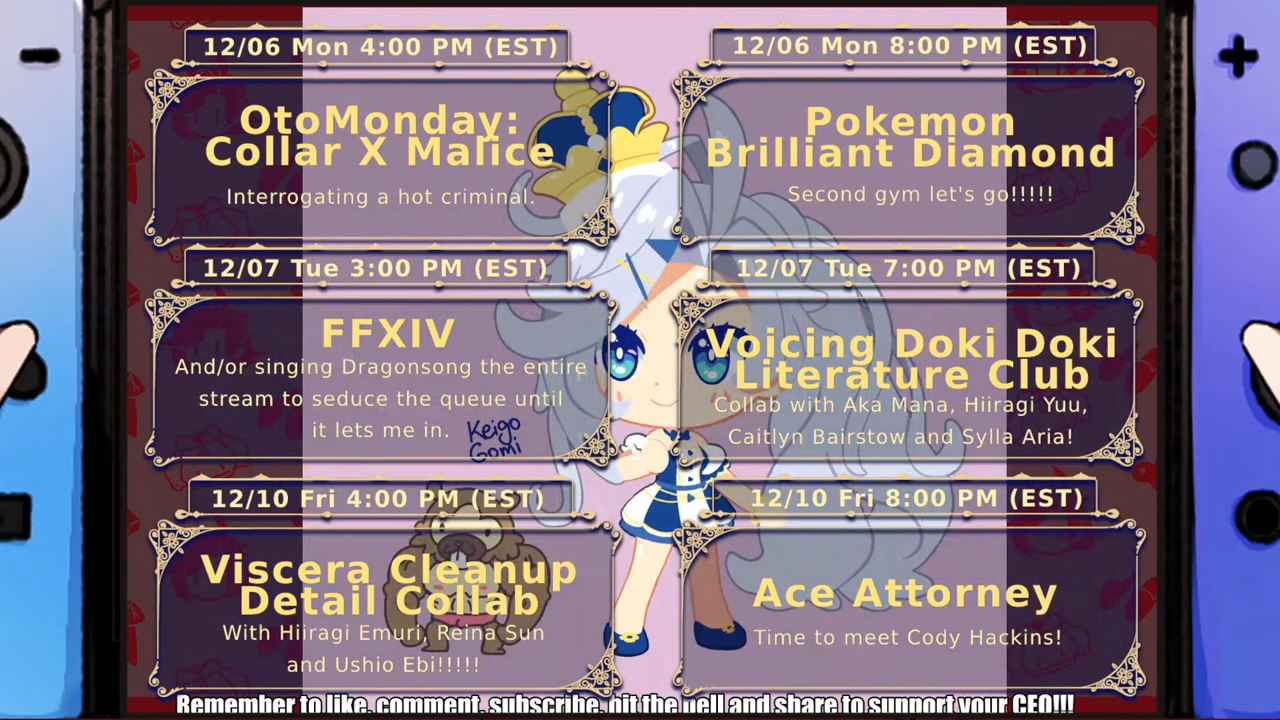 12/06 Mon 4:00 PM (EST)
OtoMonday:
Collar X Malice
Interrogating a hot criminal.
12/06 Mon 8:00 PM (EST)
Pokemon
Brilliant Diamond
Second gym let's go!!!!!
12/07 Tue 3:00 PM (EST)
FFXIV
And/or singing Dragonsong the entire
stream to seduce the queue until
it lets me in.
Keigo
Gomi
12/07 Tue 7:00 PM (EST)
Voicing Doki Doki
Literature Club
Collab with Aka Mana, Hiiragi Yuu,
Caitlyn Bairstow and Sylla Aria!
12/10 Fri 4:00 PM (EST)
Viscera Cleanup
Detail Collab
With Hiiragi Emuri, Reina Sun
and Ushio Ebi!!!!!
12/10 Fri 8:00 PM (EST)
Ace Attorney
Time to meet Cody Hackins!
Remember to like, comment, subscribe, hit the bell and share to support your CEO!!!